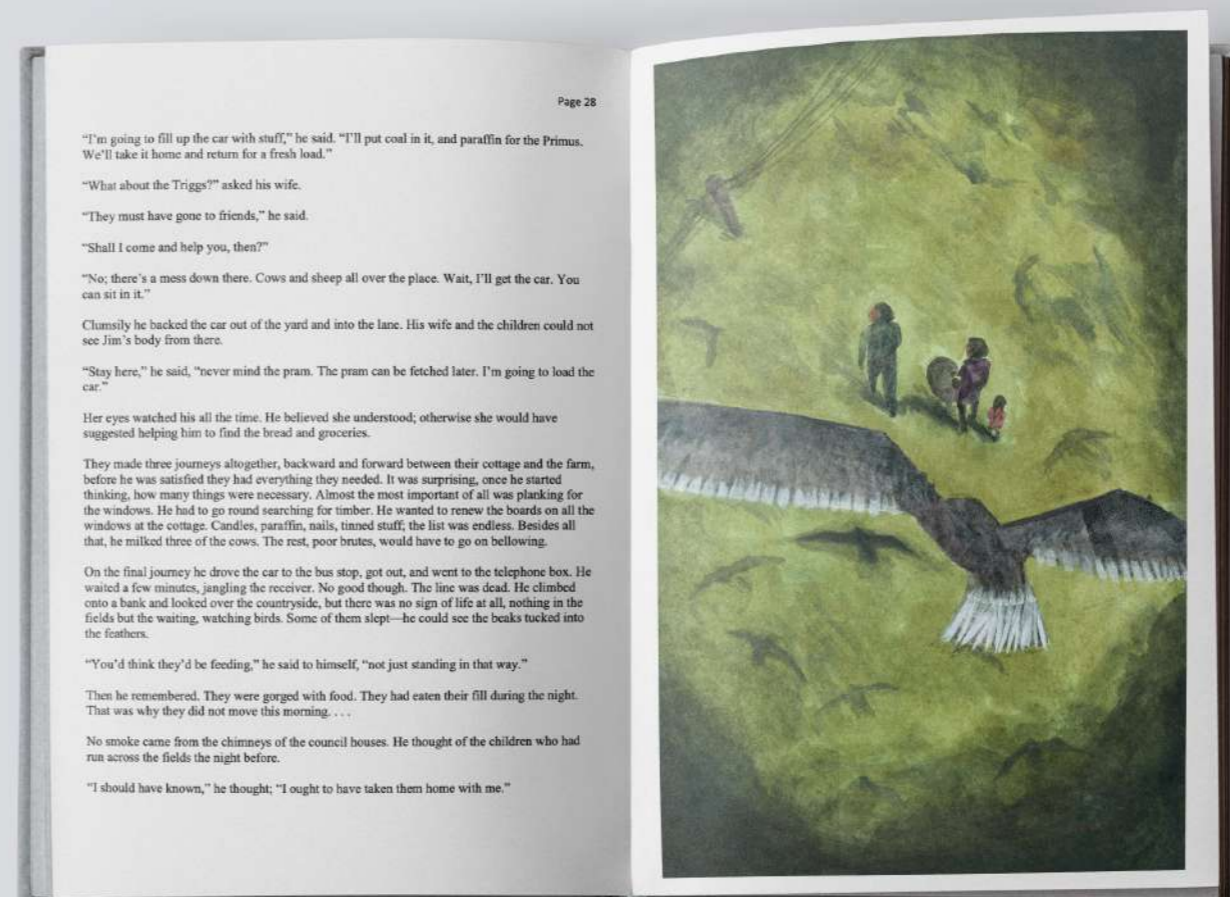 Page 28
“I'm going to fill up the car with stuff,” he said. “I'll put coal in it, and paraffin for the Primus.
We'll take it home and return for a fresh load.”
“What about the Triggs?” asked his wife.
“They must have gone to friends,” he said.
“Shall I come and help you, then?”
“No; there's a mess down there. Cows and sheep all over the place. Wait, I'll get the car. You
can sit in it.”
Clumsily he backed the car out of the yard and into the lane. His wife and the children could not
see Jim's body from there.
“Stay here,” he said, “never mind the pram. The pram can be fetched later. I'm going to load the
car.”
Her eyes watched his all the time. He believed she understood; otherwise she would have
suggested helping him to find the bread and groceries.
They made three journeys altogether, backward and forward between their cottage and the farm,
before he was satisfied they had everything they needed. It was surprising, once he started
thinking, how many things were necessary. Almost the most important of all was planking for
the windows. He had to go round searching for timber. He wanted to renew the boards on all the
windows at the cottage. Candles, paraffin, nails, tinned stuff; the list was endless. Besides all
that, he milked three of the cows. The rest, poor brutes, would have to go on bellowing.
On the final journey he drove the car to the bus stop, got out, and went to the telephone box. He
waited a few minutes, jangling the receiver. No good though. The line was dead. He climbed
onto a bank and looked over the countryside, but there was no sign of life at all, nothing in the
fields but the waiting, watching birds. Some of them slept—he could see the beaks tucked into
the feathers.
“You'd think they'd be feeding,” he said to himself, “not just standing in that way.”
Then he remembered. They were gorged with food. They had eaten their fill during the night.
That was why they did not move this morning. . . .
No smoke came from the chimneys of the council houses. He thought of the children who had
run across the fields the night before.
“I should have known,” he thought; “I ought to have taken them home with me.”